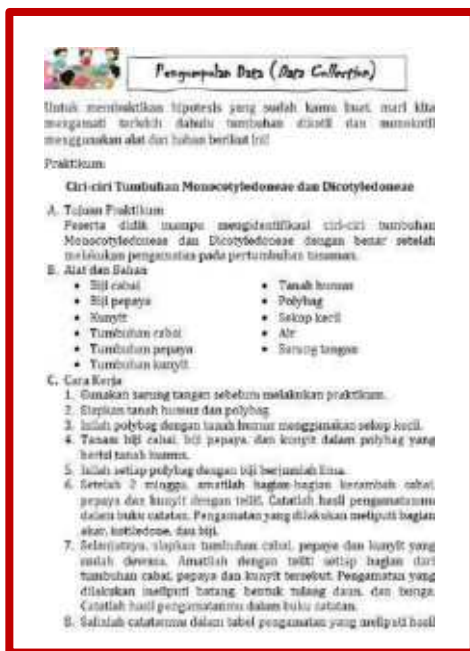 Pengumpulan Data (Data Collection)
Untuk membuktikan hipotesis yang sudah kamu buat, mari kita
mengamati terlebih dahulu tumbuhan dikotil dan monokotil
menggunakan alat dan bahan berikut ini!
Praktikum:
Ciri-ciri Tumbuhan Monocotyledoneae dan Dicotyledoneae
A. Tujuan Praktikum
Peserta didik mampu mengidentifikasi ciri-ciri tumbuhan
Monocotyledoneae dan Dicotyledoneae dengan benar setelah
melakukan pengamatan pada pertumbuhan tanaman.
B. Alat dan Bahan
• Biji cabai
• Biji pepaya
• Kunyit
• Tumbuhan cabai
• Tumbuhan pepaya
• Tumbuhan kunyit
• Tanah humus
• Polybag
• Sekop kecil
• Air
• Sarung tangan
C. Cara Kerja
1. Gunakan sarung tangan sebelum melakukan praktikum.
2. Siapkan tanah humus dan polybag.
3. Isilah polybag dengan tanah humus menggunakan sekop kecil.
4. Tanam biji cabai, biji pepaya, dan kunyit dalam polybag yang
berisi tanah humus.
5. Isilah setiap polybag dengan biji berjumlah lima.
6. Setelah 2 minggu, amatilah bagian-bagian kecambah cabai,
pepaya dan kunyit dengan teliti. Catatlah hasil pengamatanmu
dalam buku catatan. Pengamatan yang dilakukan meliputi bagian
akar, kotiledone, dan biji.
7. Selanjutnya, siapkan tumbuhan cabai, pepaya dan kunyit yang
sudah dewasa. Amatilah dengan teliti setiap bagian dari
tumbuhan cabai, pepaya dan kunyit tersebut. Pengamatan yang
dilakukan meliputi batang, bentuk tulang daun, dan bunga.
Catatlah hasil pengamatanmu dalam buku catatan.
8. Salinlah catatanmu dalam tabel pengamatan yang meliputi hasil